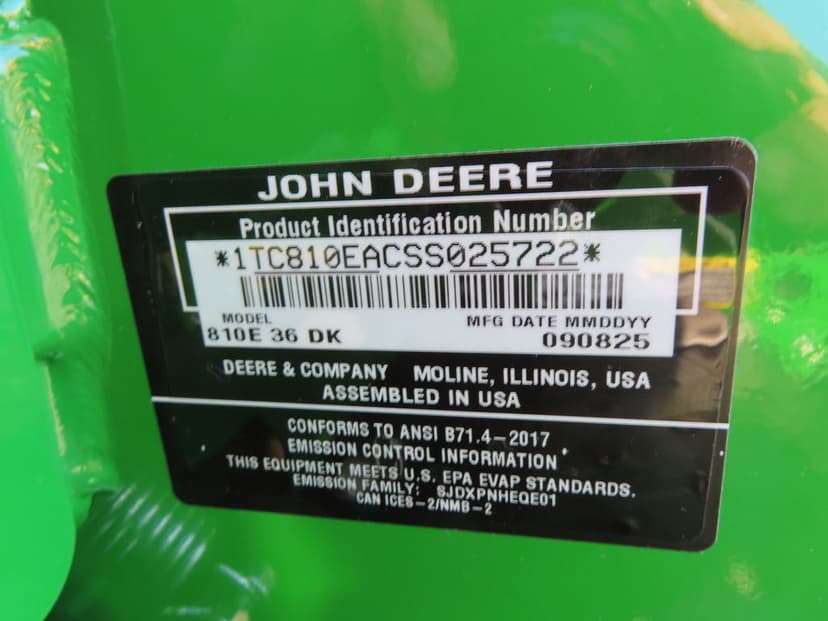 JOHN DEERE
Product Identification Number
*1TC810EACSS025722*
MODEL MFG DATE MMDDYY
810E 36 DK 090825
DEERE & COMPANY MOLINE, ILLINOIS, USA
ASSEMBLED IN USA
CONFORMS TO ANSI B71.4-2017
EMISSION CONTROL INFORMATION
THIS EQUIPMENT MEETS U.S. EPA EVAP STANDARDS.
EMISSION FAMILY: SJDXPNHEQE01
CAN ICES-2/NMB-2